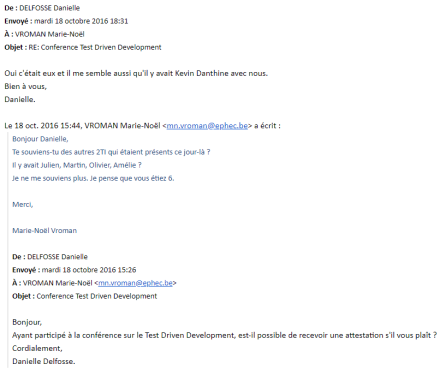 De : DELFOSSE Danielle
Envoyé : mardi 18 octobre 2016 18:31
À : VROMAN Marie-Noël
Objet : RE: Conference Test Driven Development
Oui c'était eux et il me semble aussi qu'il y avait Kevin Danthine avec nous.
Bien à vous,
Danielle.
Le 18 oct. 2016 15:44, VROMAN Marie-Noël <mn.vroman@ephec.be> a écrit :
Bonjour Danielle,
Te souviens-tu des autres 2TI qui étaient présents ce jour-là ?
Il y avait Julien, Martin, Olivier, Amélie ?
Je ne me souviens plus. Je pense que vous étiez 6.
Merci,
Marie-Noël Vroman
De : DELFOSSE Danielle
Envoyé : mardi 18 octobre 2016 15:26
À : VROMAN Marie-Noël <mn.vroman@ephec.be>
Objet : Conference Test Driven Development
Bonjour,
Ayant participé à la conférence sur le Test Driven Development, est-il possible de recevoir une attestation s'il vous plaît ?
Cordialement,
Danielle Delfosse.